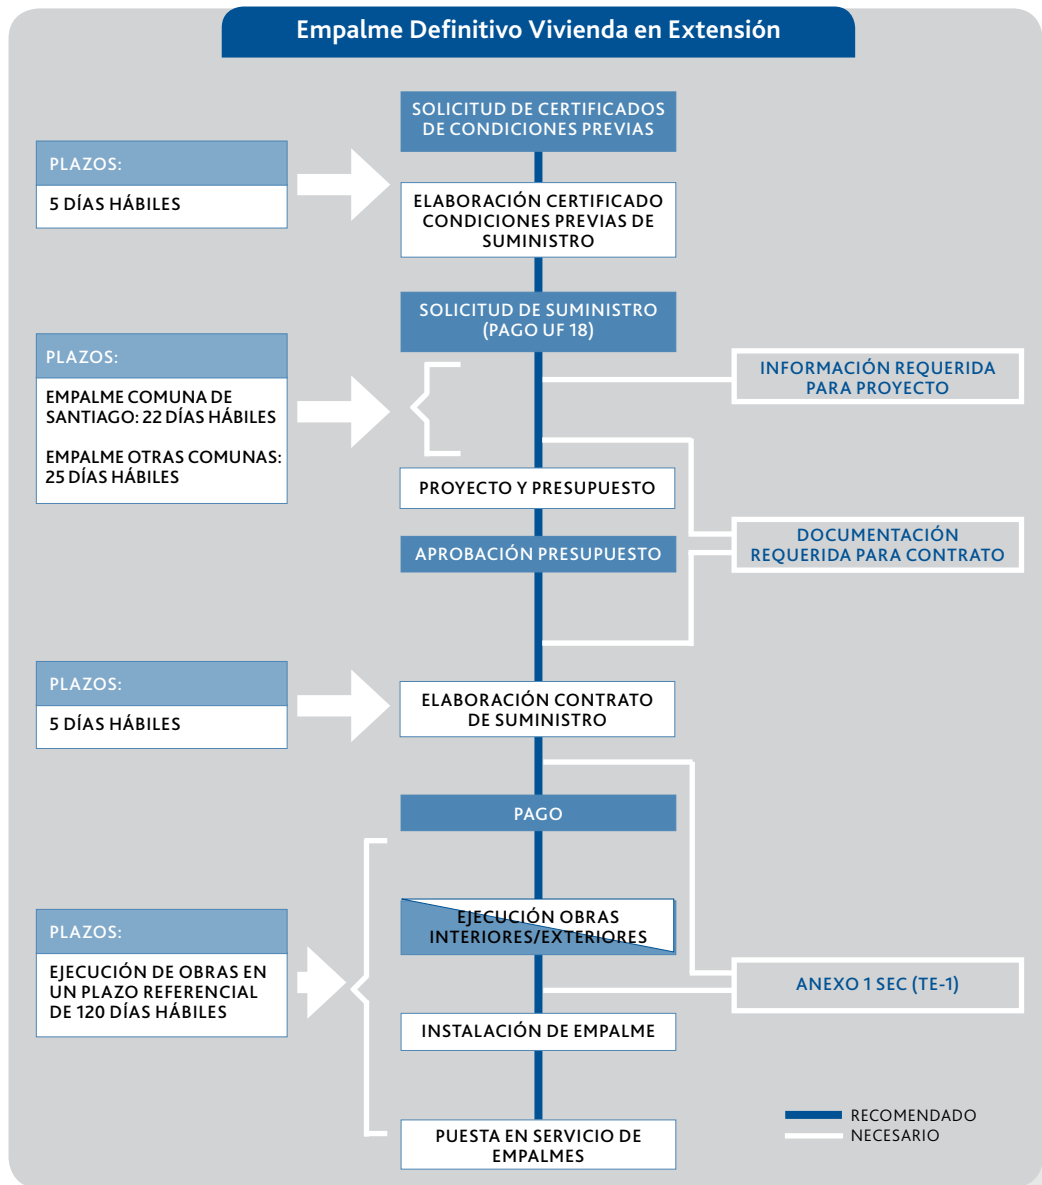 Empalme Definitivo Vivienda en Extensión
SOLICITUD DE CERTIFICADOS
DE CONDICIONES PREVIAS
PLAZOS:
5 DÍAS HÁBILES
ELABORACIÓN CERTIFICADO
CONDICIONES PREVIAS DE
SUMINISTRO
SOLICITUD DE SUMINISTRO
(PAGO UF 18)
PLAZOS:
EMPALME COMUNA DE
SANTIAGO: 22 DÍAS HÁBILES
EMPALME OTRAS COMUNAS:
25 DÍAS HÁBILES
INFORMACIÓN REQUERIDA
PARA PROYECTO
PROYECTO Y PRESUPUESTO
APROBACIÓN PRESUPUESTO
DOCUMENTACIÓN
REQUERIDA PARA CONTRATO
PLAZOS:
5 DÍAS HÁBILES
ELABORACIÓN CONTRATO
DE SUMINISTRO
PAGO
EJECUCIÓN OBRAS
INTERIORES/EXTERIORES
PLAZOS:
EJECUCIÓN DE OBRAS EN
UN PLAZO REFERENCIAL
DE 120 DÍAS HÁBILES
ANEXO 1 SEC (TE-1)
INSTALACIÓN DE EMPALME
PUESTA EN SERVICIO DE
EMPALMES
RECOMENDADO
NECESARIO